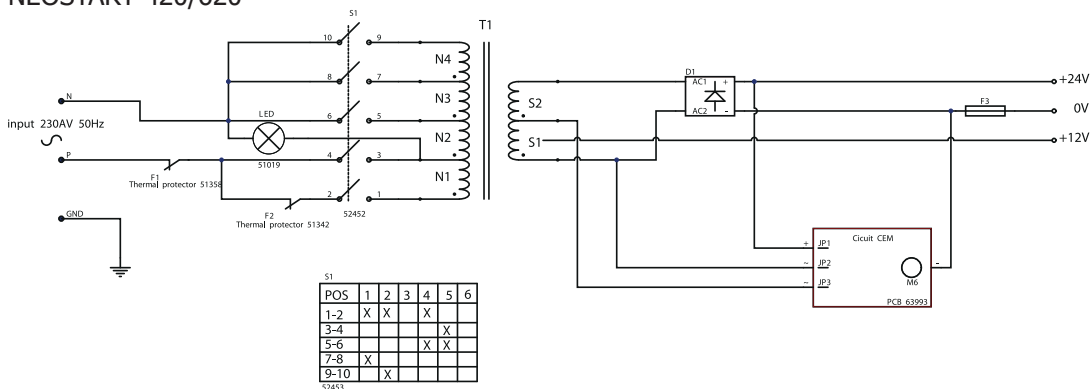 S1
T1
10
9
8
7
N4
N3
6
5
N2
LED
51019
4
3
N1
2
1
52452
N
input 230AV 50Hz
P
F1
Thermal protector 51358
F2
Thermal protector 51342
GND
S2
S1
D1
AC1 +
AC2 -
+24V
F3
0V
+12V
Cicuit CEM
+ JP1
~ JP2
~ JP3
-
M6
PCB 63993
S1
POS 1 2 3 4 5 6
1-2 X X X
3-4 X
5-6 X X
7-8 X
9-10 X
52453